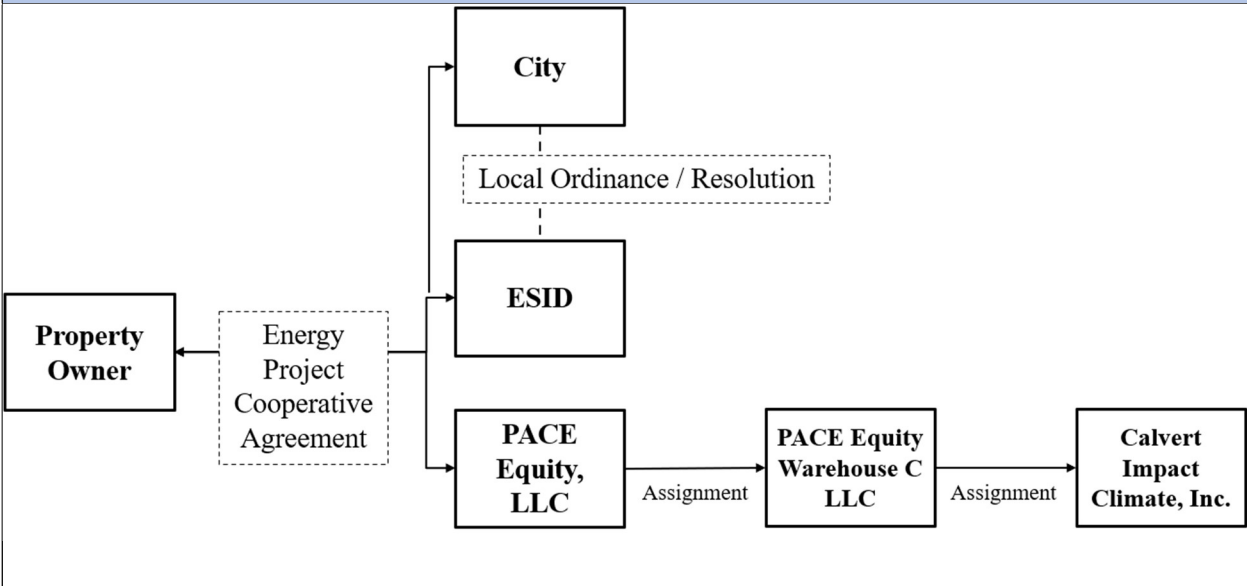 City
Local Ordinance / Resolution
ESID
Property
Owner
Energy
Project
Cooperative
Agreement
PACE
Equity,
LLC
Assignment
PACE Equity
Warehouse C
LLC
Assignment
Calvert
Impact
Climate, Inc.